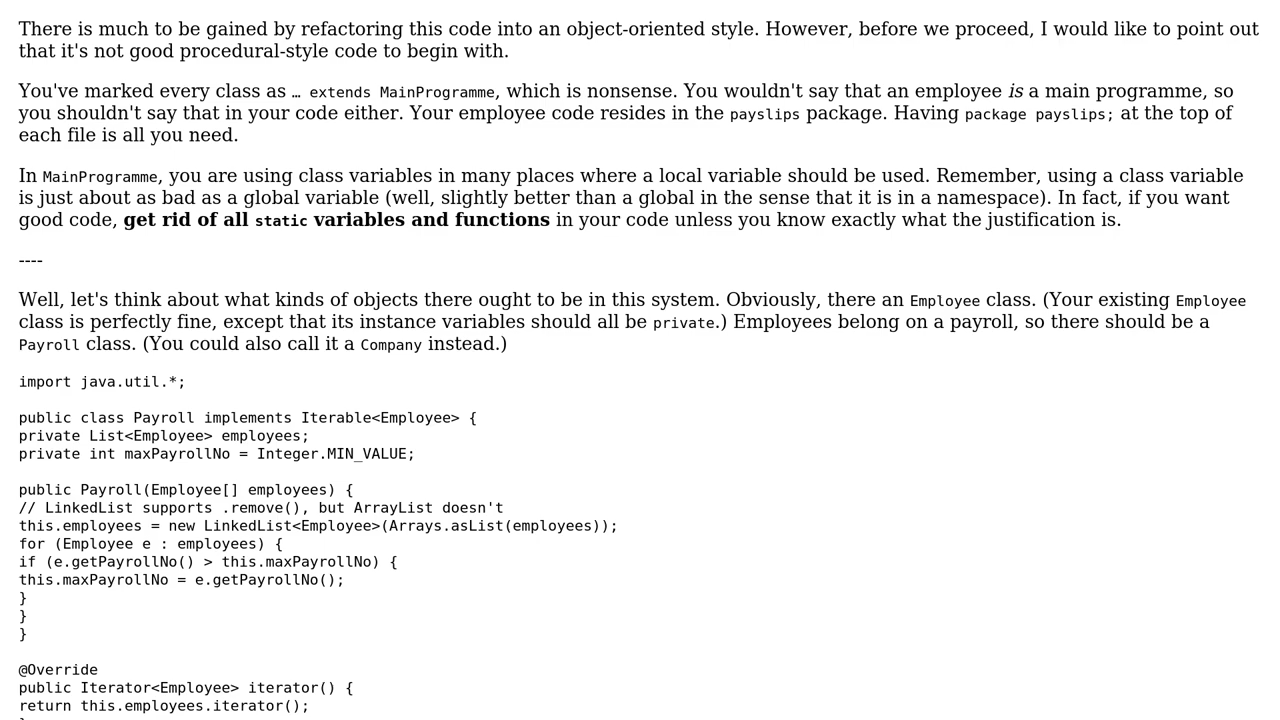 There is much to be gained by refactoring this code into an object-oriented style. However, before we proceed, I would like to point out
that it's not good procedural-style code to begin with.
You've marked every class as … extends MainProgramme, which is nonsense. You wouldn't say that an employee is a main programme, so
you shouldn't say that in your code either. Your employee code resides in the payslips package. Having package payslips; at the top of
each file is all you need.
In MainProgramme, you are using class variables in many places where a local variable should be used. Remember, using a class variable
is just about as bad as a global variable (well, slightly better than a global in the sense that it is in a namespace). In fact, if you want
good code, get rid of all static variables and functions in your code unless you know exactly what the justification is.
----
Well, let's think about what kinds of objects there ought to be in this system. Obviously, there an Employee class. (Your existing Employee
class is perfectly fine, except that its instance variables should all be private.) Employees belong on a payroll, so there should be a
Payroll class. (You could also call it a Company instead.)
import java.util.*;
public class Payroll implements Iterable<Employee> {
private List<Employee> employees;
private int maxPayrollNo = Integer.MIN_VALUE;
public Payroll(Employee[] employees) {
// LinkedList supports .remove(), but ArrayList doesn't
this.employees = new LinkedList<Employee>(Arrays.asList(employees));
for (Employee e : employees) {
if (e.getPayrollNo() > this.maxPayrollNo) {
this.maxPayrollNo = e.getPayrollNo();
}
}
}
@Override
public Iterator<Employee> iterator() {
return this.employees.iterator();
}